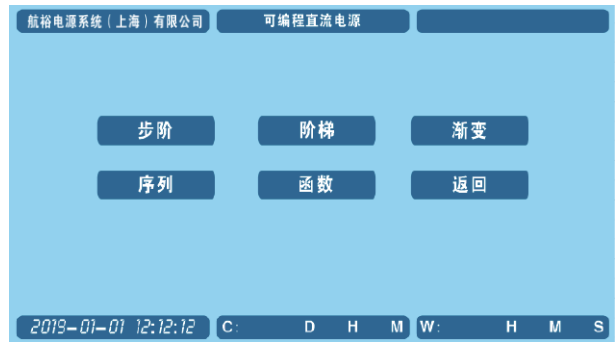 航裕电源系统（上海）有限公司 可编程直流电源
步阶 阶梯 渐变
序列 函数 返回
2019-01-01 12:12:12 C: D H M W: H M S